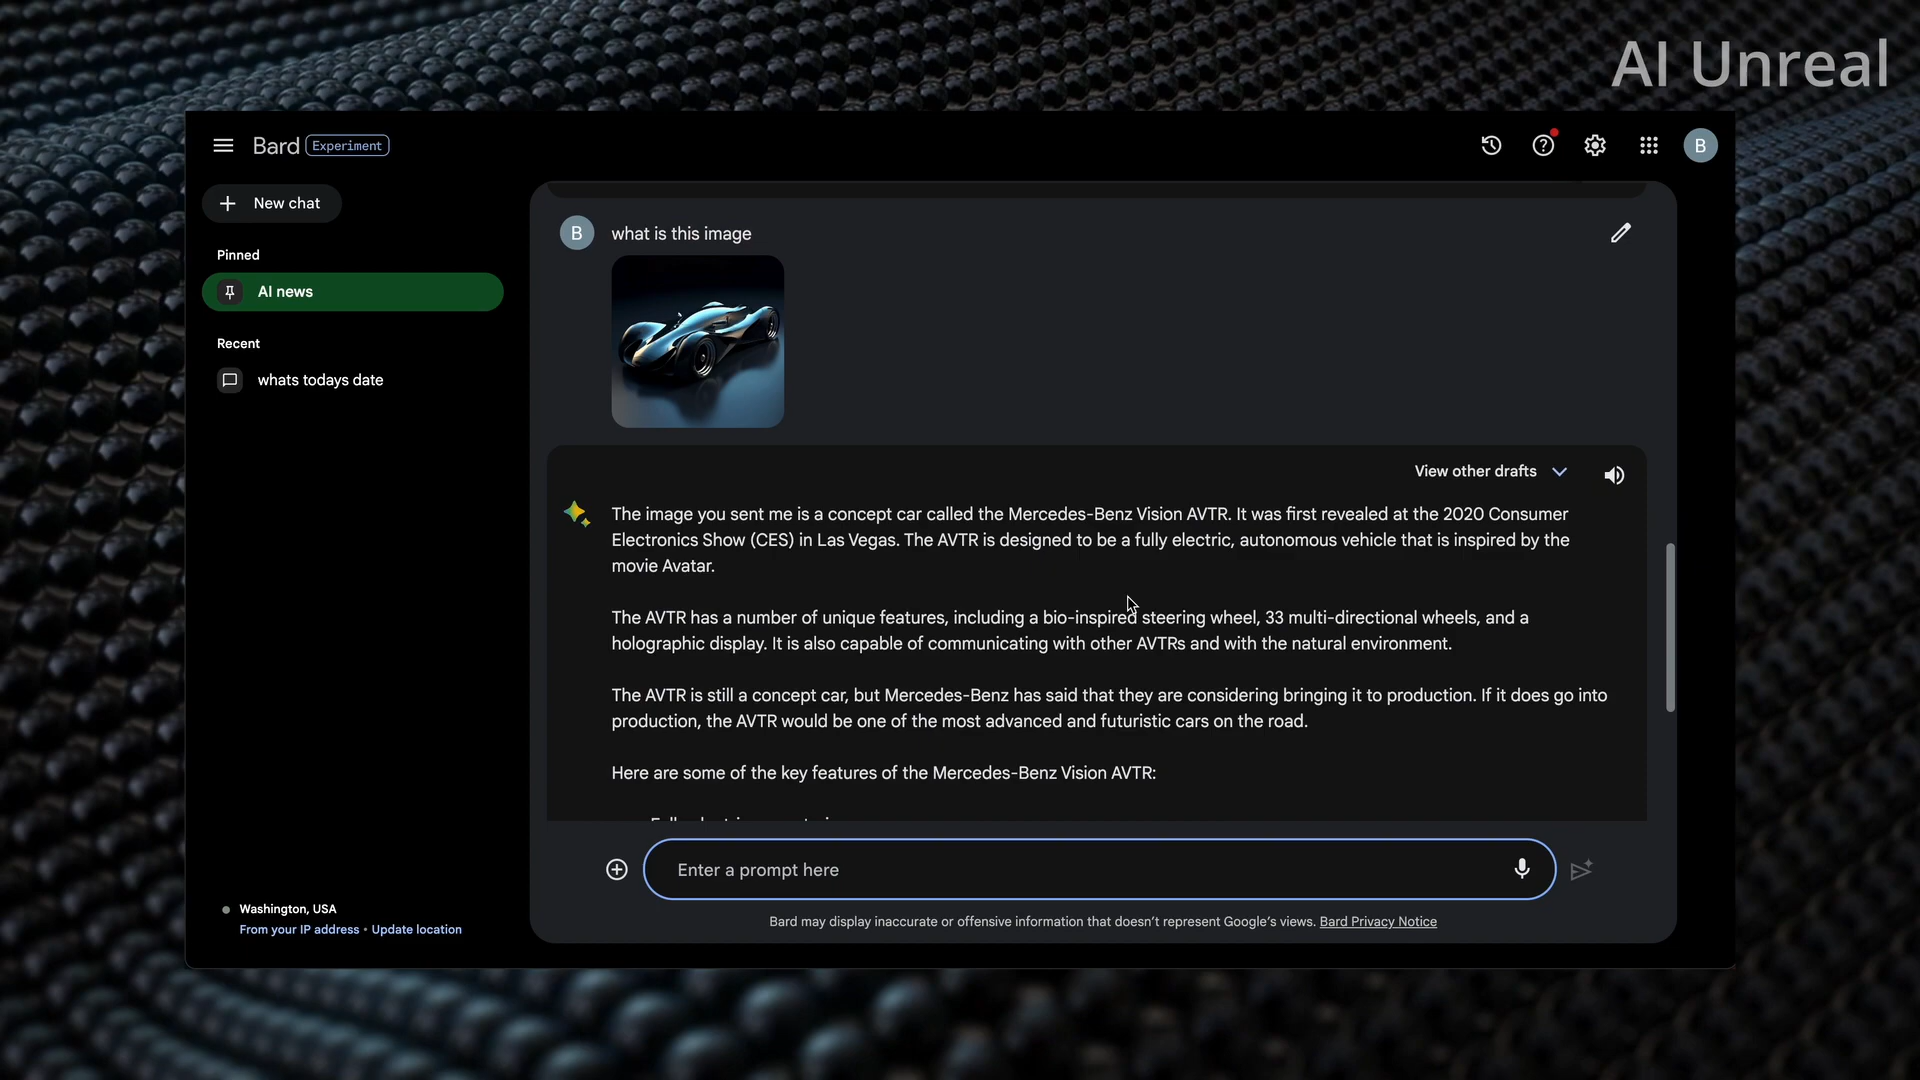 AI Unreal
Bard Experiment
B
New chat
Pinned
AI news
Recent
whats todays date
Washington, USA
From your IP address • Update location
B what is this image
View other drafts
The image you sent me is a concept car called the Mercedes-Benz Vision AVTR. It was first revealed at the 2020 Consumer
Electronics Show (CES) in Las Vegas. The AVTR is designed to be a fully electric, autonomous vehicle that is inspired by the
movie Avatar.
The AVTR has a number of unique features, including a bio-inspired steering wheel, 33 multi-directional wheels, and a
holographic display. It is also capable of communicating with other AVTRs and with the natural environment.
The AVTR is still a concept car, but Mercedes-Benz has said that they are considering bringing it to production. If it does go into
production, the AVTR would be one of the most advanced and futuristic cars on the road.
Here are some of the key features of the Mercedes-Benz Vision AVTR:
Enter a prompt here
Bard may display inaccurate or offensive information that doesn't represent Google's views. Bard Privacy Notice